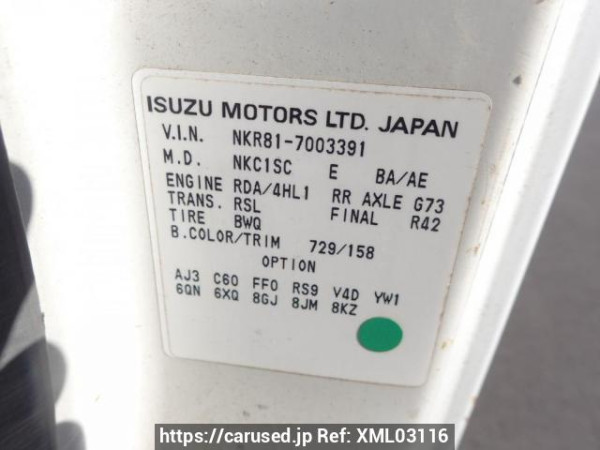 ISUZU MOTORS LTD. JAPAN
V.I.N. NKR81-7003391
M.D. NKC1SC E BA/AE
ENGINE RDA/4HL1 RR AXLE G73
TRANS. RSL FINAL R42
TIRE BWQ
B.COLOR/TRIM 729/158
OPTION
AJ3 C60 FF0 RS9 V4D YW1
6QN 6XQ 8GJ 8JM 8KZ
https://carused.jp Ref: XML03116